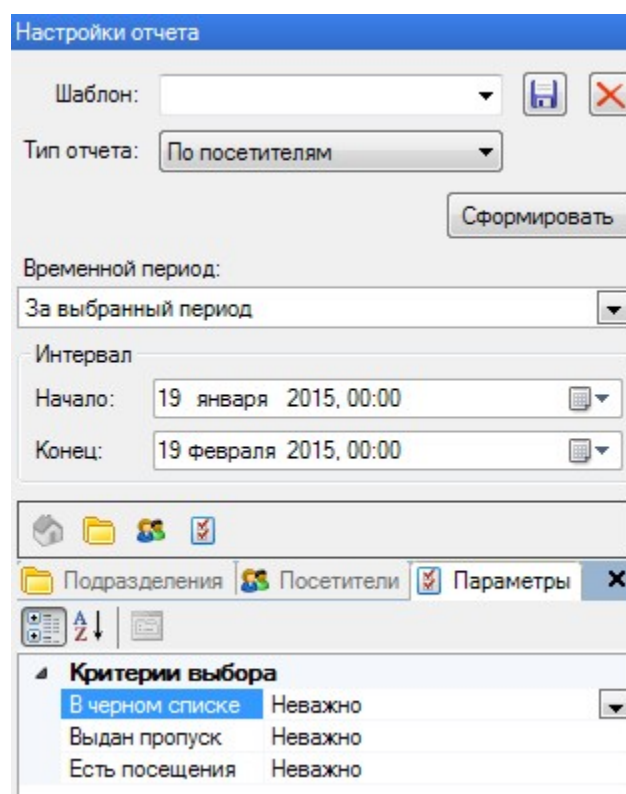 Настройки отчета
Шаблон:
Тип отчета: По посетителям
Сформировать
Временной период:
За выбранный период
Интервал
Начало: 19 января 2015, 00:00
Конец: 19 февраля 2015, 00:00
Подразделения Посетители Параметры
Критерии выбора
В черном списке Неважно
Выдан пропуск Неважно
Есть посещения Неважно